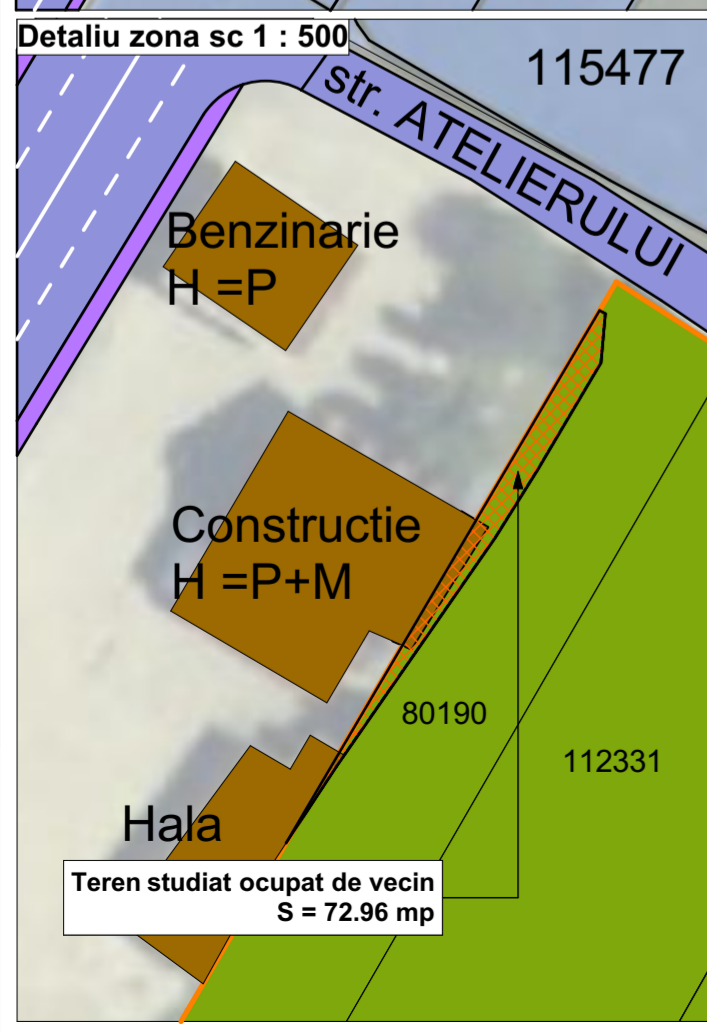 Detaliu zona sc 1 : 500
115477
str. ATELIERULUI
Benzinarie
H =P
Constructie
H =P+M
80190
112331
Hala
Teren studiat ocupat de vecin
S = 72.96 mp